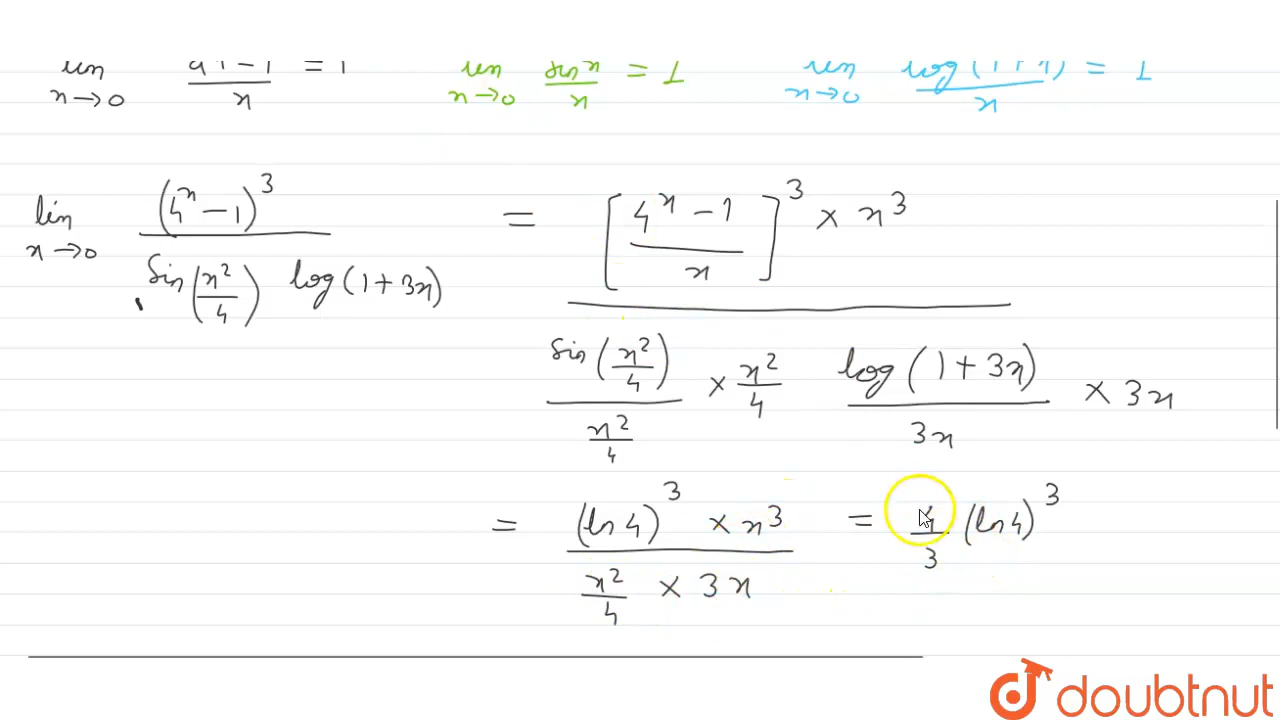 lim x→0 a^x − 1 / x = 1    lim x→0 sin x / x = 1    lim x→0 log(1+x) / x = 1
lim x→0 (4^x − 1)^3 / sin(x^2/4) log(1+3x) = [4^x − 1 / x]^3 × x^3 / sin(x^2/4) / x^2/4 × x^2/4 log(1+3x) / 3x × 3x
= (ln 4)^3 × x^3 / x^2/4 × 3x = 4/3 (ln 4)^3
doubtnut